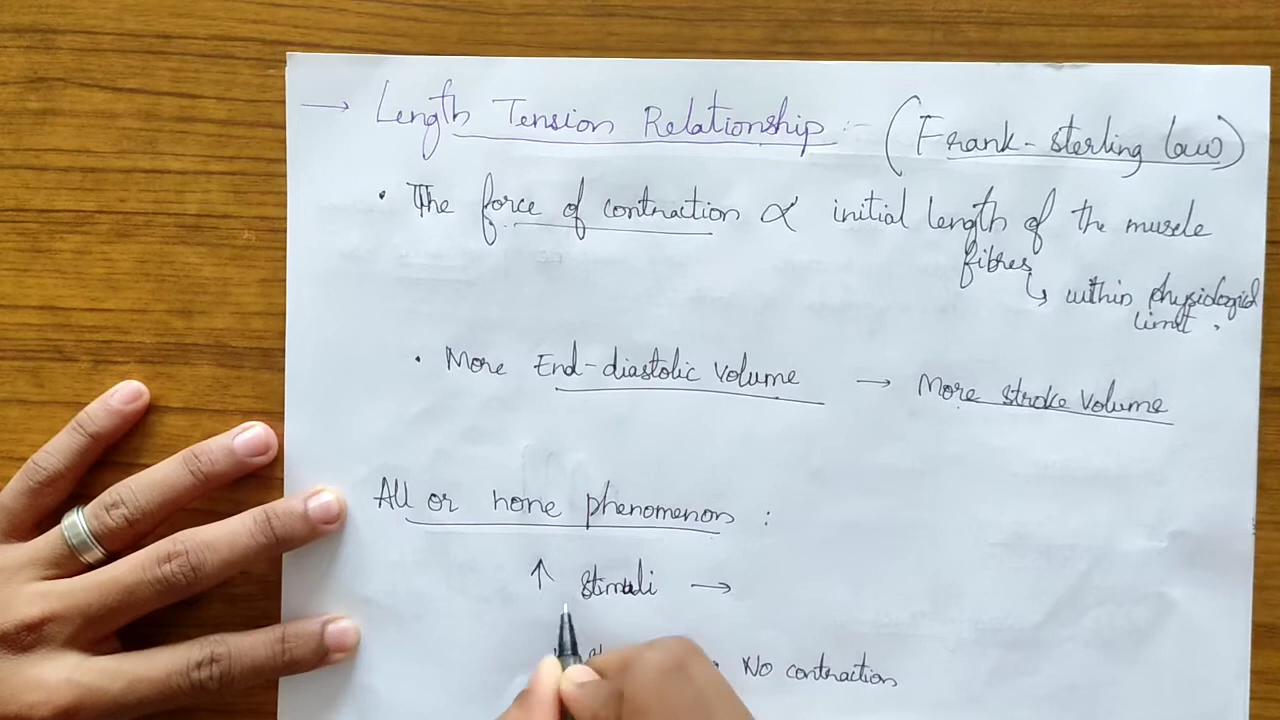 → Length Tension Relationship :- (Frank-sterling law)
• The force of contraction ∝ initial length of the muscle
fibres
↳ within physiological
limit.
• More End-diastolic Volume → More stroke Volume
All or none phenomenon :
↑ stimuli →
No contraction